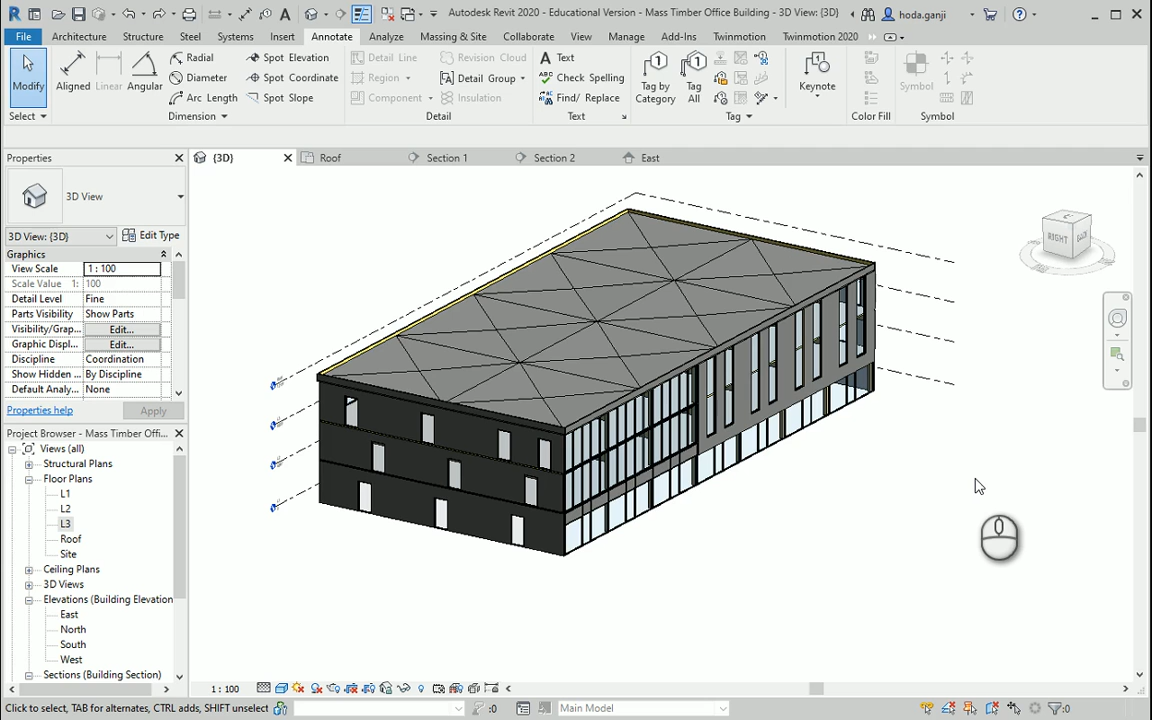 Autodesk Revit 2020 - Educational Version - Mass Timber Office Building - 3D View: {3D}
hoda.ganji
File Architecture Structure Steel Systems Insert Annotate Analyze Massing & Site Collaborate View Manage Add-Ins Twinmotion Twinmotion 2020
Modify
Aligned
Linear
Angular
Radial
Diameter
Arc Length
Spot Elevation
Spot Coordinate
Spot Slope
Detail Line
Region
Component
Revision Cloud
Detail Group
Insulation
Text
Check Spelling
Find/ Replace
Tag by
Category
Tag
All
Keynote
Symbol
Select Dimension Detail Text Tag Color Fill Symbol
Properties
{3D} Roof Section 1 Section 2 East
3D View
3D View: {3D} Edit Type
Graphics
View Scale 1 : 100
Scale Value 1: 100
Detail Level Fine
Parts Visibility Show Parts
Visibility/Grap... Edit...
Graphic Displ... Edit...
Discipline Coordination
Show Hidden ... By Discipline
Default Analy... None
Properties help Apply
Project Browser - Mass Timber Offi...
Views (all)
Structural Plans
Floor Plans
L1
L2
L3
Roof
Site
Ceiling Plans
3D Views
Elevations (Building Elevation
East
North
South
West
Sections (Building Section)
RIGHT
1 : 100
Click to select, TAB for alternates, CTRL adds, SHIFT unselect
:0
Main Model
:0